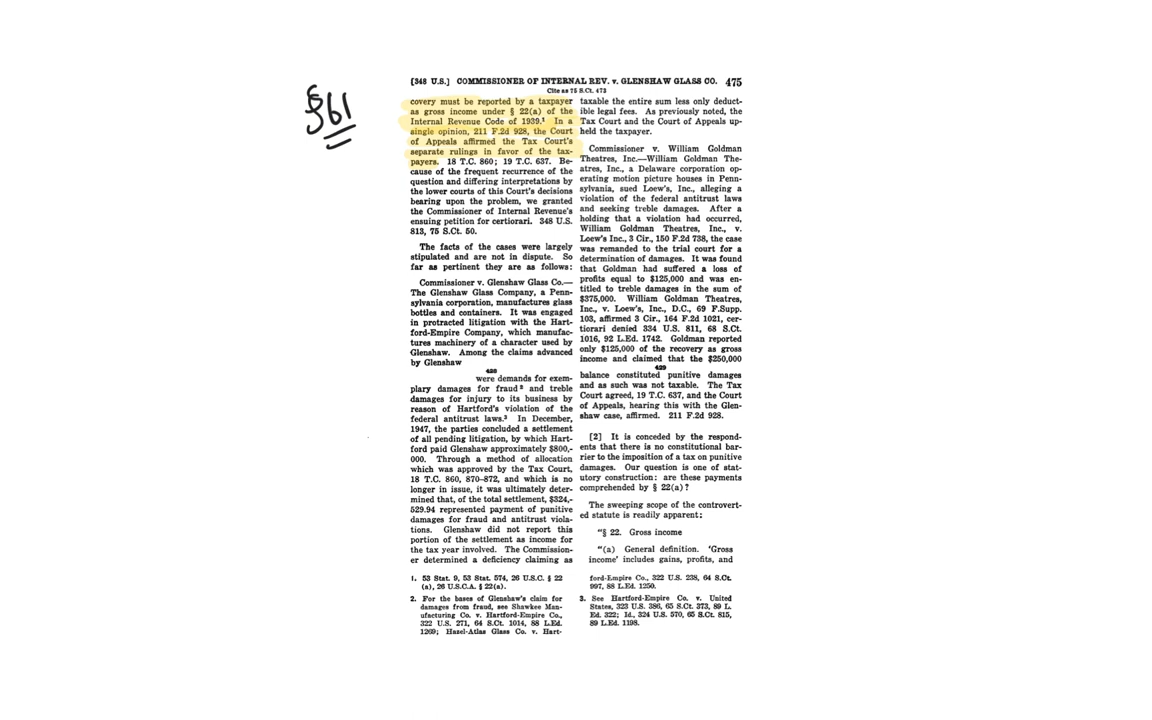 §61
[348 U.S.] COMMISSIONER OF INTERNAL REV. v. GLENSHAW GLASS CO. 475
Cite as 75 S.Ct. 473
covery must be reported by a taxpayer
as gross income under § 22(a) of the
Internal Revenue Code of 1939.¹ In a
single opinion, 211 F.2d 928, the Court
of Appeals affirmed the Tax Court's
separate rulings in favor of the tax-
payers. 18 T.C. 860; 19 T.C. 637. Be-
cause of the frequent recurrence of the
question and differing interpretations by
the lower courts of this Court's decisions
bearing upon the problem, we granted
the Commissioner of Internal Revenue's
ensuing petition for certiorari. 348 U.S.
813, 75 S.Ct. 50.
The facts of the cases were largely
stipulated and are not in dispute. So
far as pertinent they are as follows:
Commissioner v. Glenshaw Glass Co.—
The Glenshaw Glass Company, a Penn-
sylvania corporation, manufactures glass
bottles and containers. It was engaged
in protracted litigation with the Hart-
ford-Empire Company, which manufac-
tures machinery of a character used by
Glenshaw. Among the claims advanced
by Glenshaw
428
were demands for exem-
plary damages for fraud² and treble
damages for injury to its business by
reason of Hartford's violation of the
federal antitrust laws.³ In December,
1947, the parties concluded a settlement
of all pending litigation, by which Hart-
ford paid Glenshaw approximately $800,-
000. Through a method of allocation
which was approved by the Tax Court,
18 T.C. 860, 870–872, and which is no
longer in issue, it was ultimately deter-
mined that, of the total settlement, $324,-
529.94 represented payment of punitive
damages for fraud and antitrust viola-
tions. Glenshaw did not report this
portion of the settlement as income for
the tax year involved. The Commission-
er determined a deficiency claiming as
taxable the entire sum less only deduct-
ible legal fees. As previously noted, the
Tax Court and the Court of Appeals up-
held the taxpayer.
Commissioner v. William Goldman
Theatres, Inc.—William Goldman The-
atres, Inc., a Delaware corporation op-
erating motion picture houses in Penn-
sylvania, sued Loew's, Inc., alleging a
violation of the federal antitrust laws
and seeking treble damages. After a
holding that a violation had occurred,
William Goldman Theatres, Inc., v.
Loew's Inc., 3 Cir., 150 F.2d 738, the case
was remanded to the trial court for a
determination of damages. It was found
that Goldman had suffered a loss of
profits equal to $125,000 and was en-
titled to treble damages in the sum of
$375,000. William Goldman Theatres,
Inc., v. Loew's, Inc., D.C., 69 F.Supp.
103, affirmed 3 Cir., 164 F.2d 1021, cer-
tiorari denied 334 U.S. 811, 68 S.Ct.
1016, 92 L.Ed. 1742. Goldman reported
only $125,000 of the recovery as gross
income and claimed that the $250,000
429
balance constituted punitive damages
and as such was not taxable. The Tax
Court agreed, 19 T.C. 637, and the Court
of Appeals, hearing this with the Glen-
shaw case, affirmed. 211 F.2d 928.
[2] It is conceded by the respond-
ents that there is no constitutional bar-
rier to the imposition of a tax on punitive
damages. Our question is one of stat-
utory construction: are these payments
comprehended by § 22(a)?
The sweeping scope of the controvert-
ed statute is readily apparent:
"§ 22. Gross income
"(a) General definition. 'Gross
income' includes gains, profits, and
1. 53 Stat. 9, 53 Stat. 574, 26 U.S.C. § 22
(a), 26 U.S.C.A. § 22(a).
2. For the bases of Glenshaw's claim for
damages from fraud, see Shawkee Man-
ufacturing Co. v. Hartford-Empire Co.,
322 U.S. 271, 64 S.Ct. 1014, 88 L.Ed.
1269; Hazel-Atlas Glass Co. v. Hart-
ford-Empire Co., 322 U.S. 238, 64 S.Ct.
997, 88 L.Ed. 1250.
3. See Hartford-Empire Co. v. United
States, 323 U.S. 386, 65 S.Ct. 373, 89 L.
Ed. 322; Id., 324 U.S. 570, 65 S.Ct. 815,
89 L.Ed. 1198.